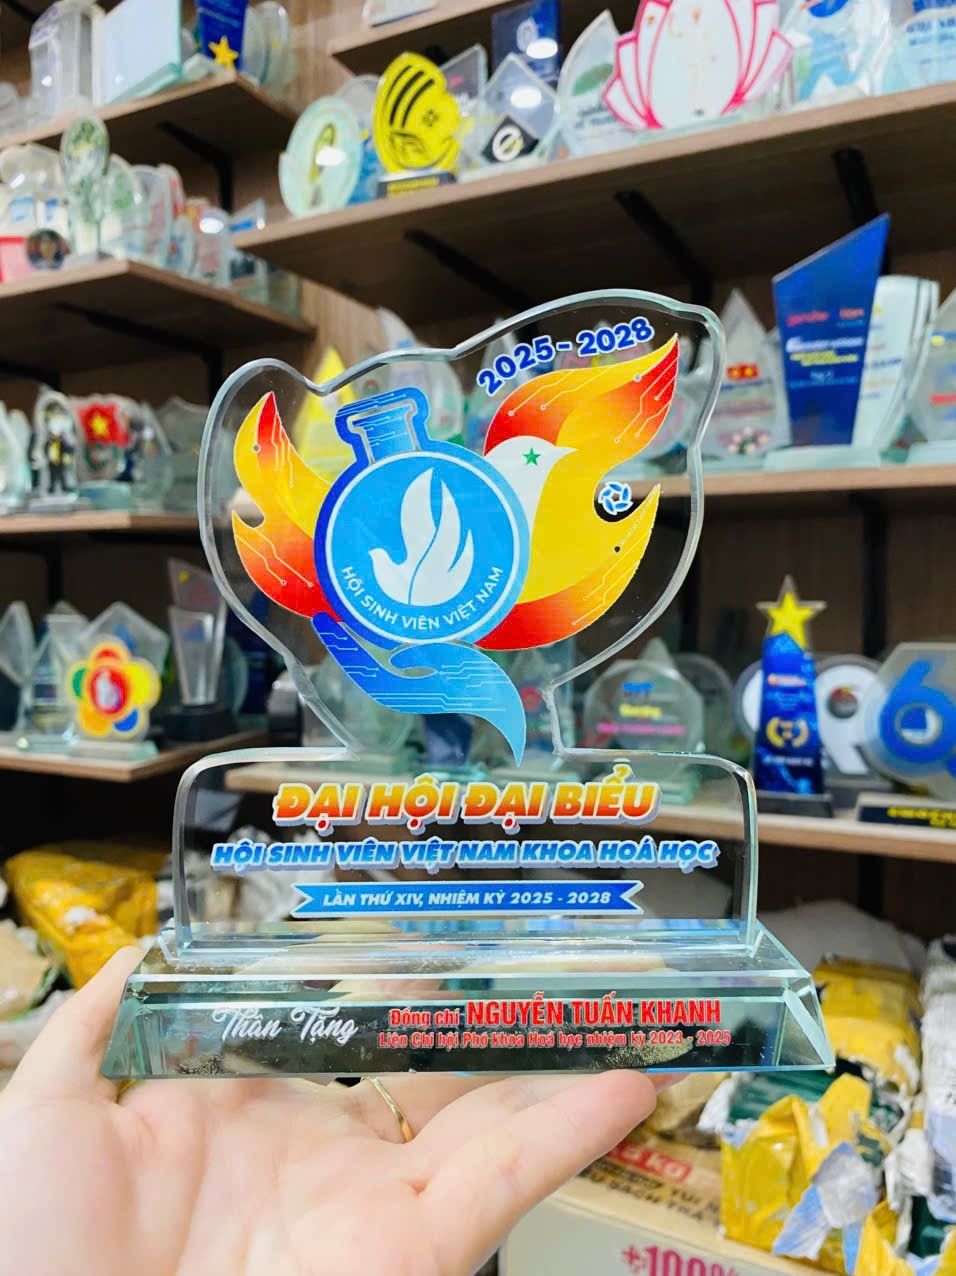 2025 - 2028
HỘI SINH VIÊN VIỆT NAM
ĐẠI HỘI ĐẠI BIỂU
HỘI SINH VIÊN VIỆT NAM KHOA HOÁ HỌC
LẦN THỨ XIV, NHIỆM KỲ 2025 - 2028
Thân Tặng
Đồng chí NGUYỄN TUẤN KHANH
Liên Chi hội Phó khoa Hoá học nhiệm kỳ 2023 - 2025
+100%